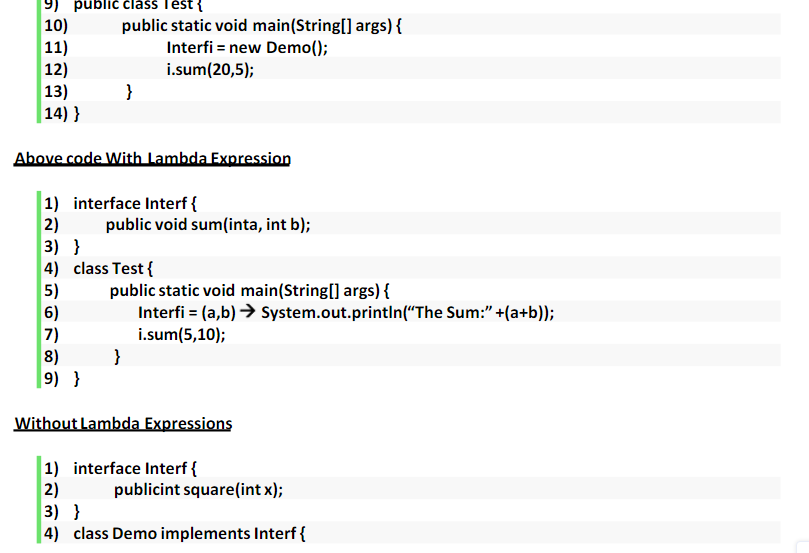 9) public class Test {
10) public static void main(String[] args) {
11) Interfi = new Demo();
12) i.sum(20,5);
13) }
14) }
Above code With Lambda Expression
1) interface Interf {
2) public void sum(inta, int b);
3) }
4) class Test {
5) public static void main(String[] args) {
6) Interfi = (a,b) → System.out.println(“The Sum:” +(a+b));
7) i.sum(5,10);
8) }
9) }
Without Lambda Expressions
1) interface Interf {
2) publicint square(int x);
3) }
4) class Demo implements Interf {